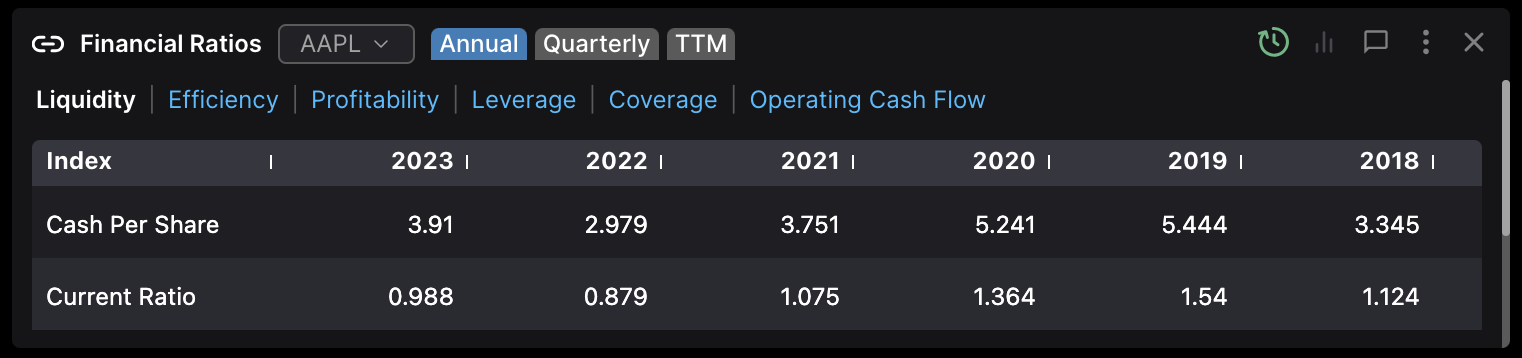 Financial Ratios AAPL Annual Quarterly TTM
Liquidity | Efficiency | Profitability | Leverage | Coverage | Operating Cash Flow
Index 2023 2022 2021 2020 2019 2018
Cash Per Share 3.91 2.979 3.751 5.241 5.444 3.345
Current Ratio 0.988 0.879 1.075 1.364 1.54 1.124